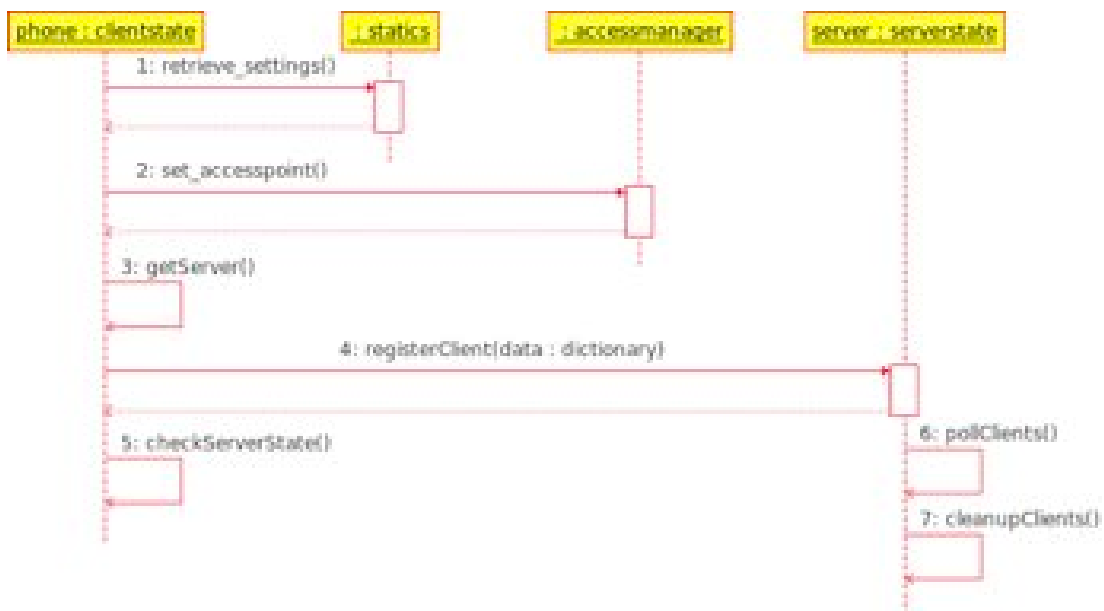 phone : clientstate
: statics
: accessmanager
server : serverstate
1: retrieve_settings()
2: set_accesspoint()
3: getServer()
4: registerClient(data : dictionary)
5: checkServerState()
6: pollClients()
7: cleanupClients()